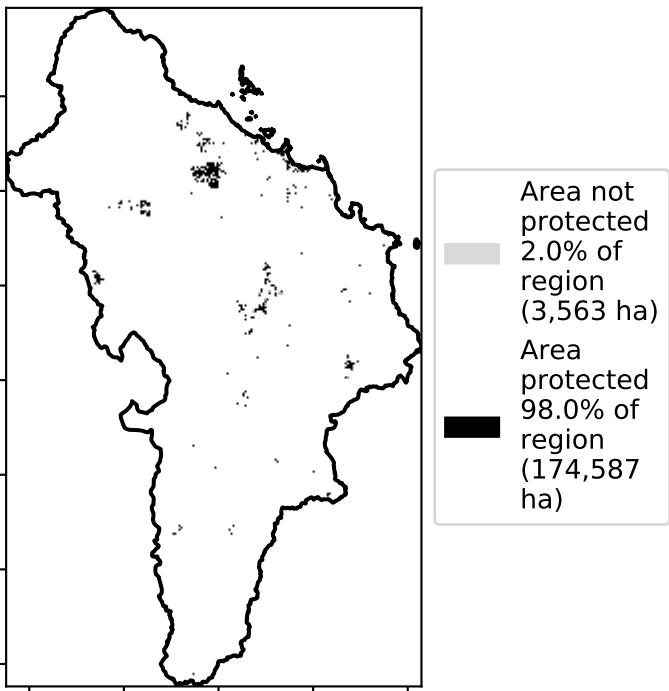 Area not
protected
2.0% of
region
(3,563 ha)
Area
protected
98.0% of
region
(174,587
ha)